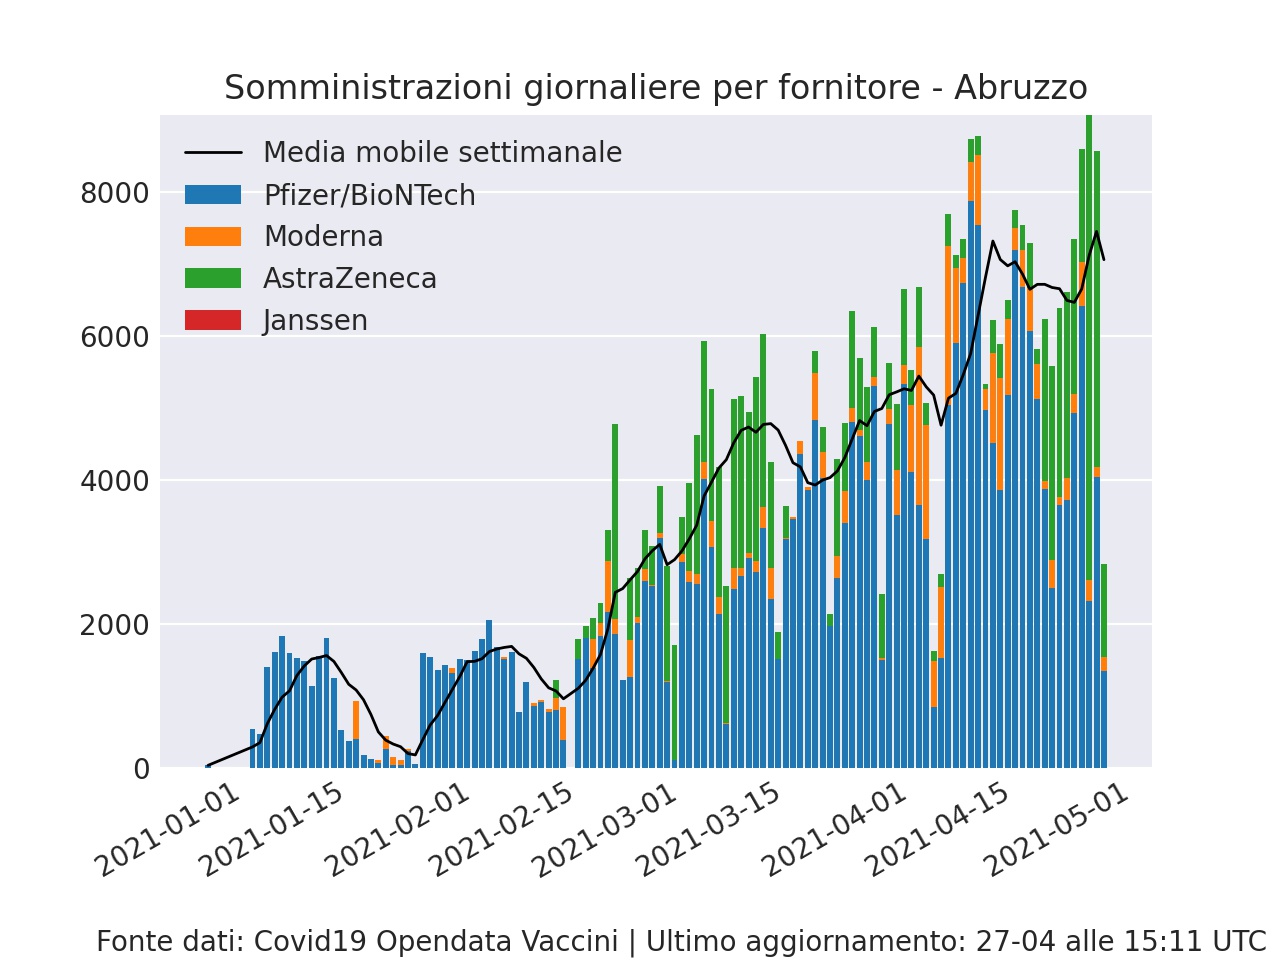 Somministrazioni giornaliere per fornitore - Abruzzo
Media mobile settimanale
Pfizer/BioNTech
Moderna
AstraZeneca
Janssen
8000
6000
4000
2000
0
2021-01-01
2021-01-15
2021-02-01
2021-02-15
2021-03-01
2021-03-15
2021-04-01
2021-04-15
2021-05-01
Fonte dati: Covid19 Opendata Vaccini | Ultimo aggiornamento: 27-04 alle 15:11 UTC